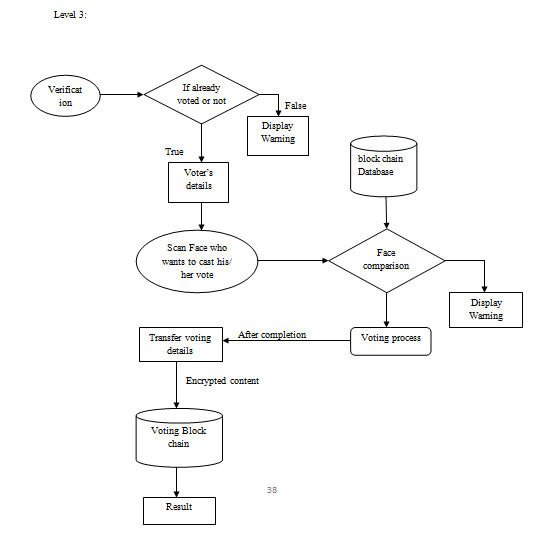 Level 3:
Verificat
ion
If already
voted or not
False
Display
Warning
True
Voter's
details
block chain
Database
Scan Face who
wants to cast his/
her vote
Face
comparison
Display
Warning
Voting process
After completion
Transfer voting
details
Encrypted content
Voting Block
chain
Result
38